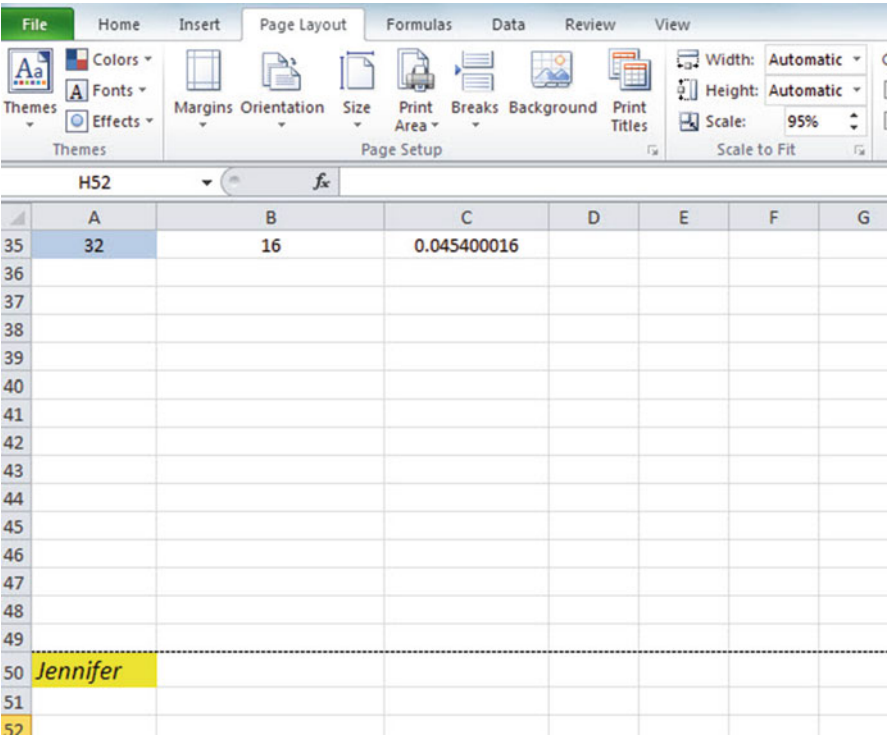 File Home Insert Page Layout Formulas Data Review View
Aa Themes
Colors
A Fonts
Effects
Themes
Margins Orientation Size Print Area Breaks Background Print Titles
Page Setup
Width: Automatic
Height: Automatic
Scale: 95%
Scale to Fit
H52 fx
A B C D E F G
35 32 16 0.045400016
36
37
38
39
40
41
42
43
44
45
46
47
48
49
50 Jennifer
51
52